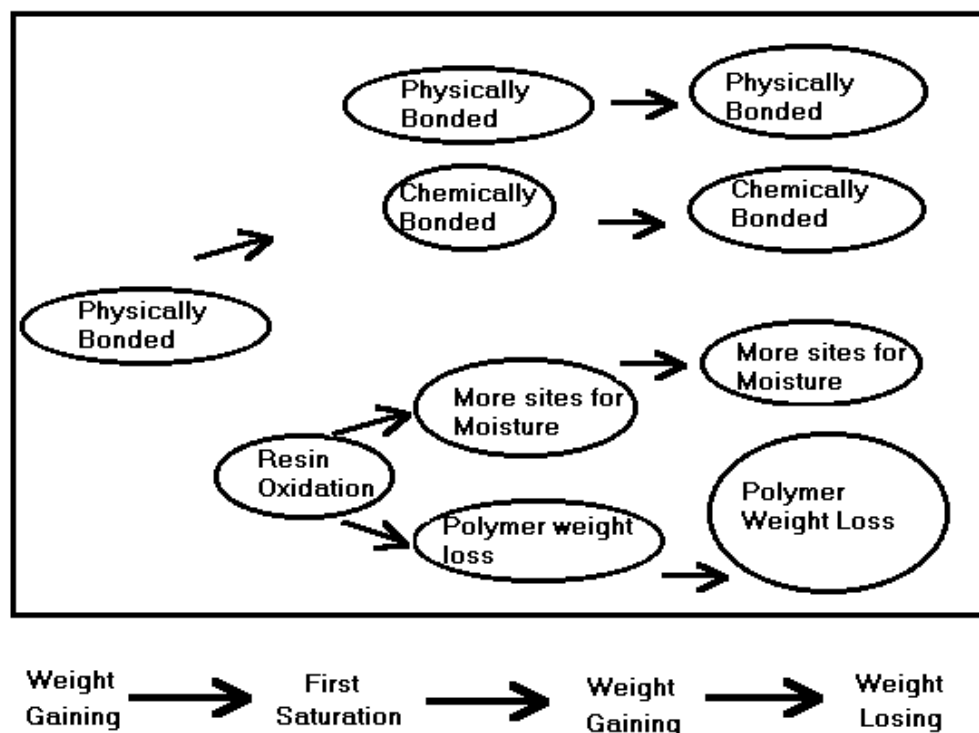 Physically
Bonded
Physically
Bonded
Chemically
Bonded
Chemically
Bonded
Physically
Bonded
More sites for
Moisture
More sites for
Moisture
Resin
Oxidation
Polymer weight
loss
Polymer
Weight Loss
Weight
Gaining
First
Saturation
Weight
Gaining
Weight
Losing